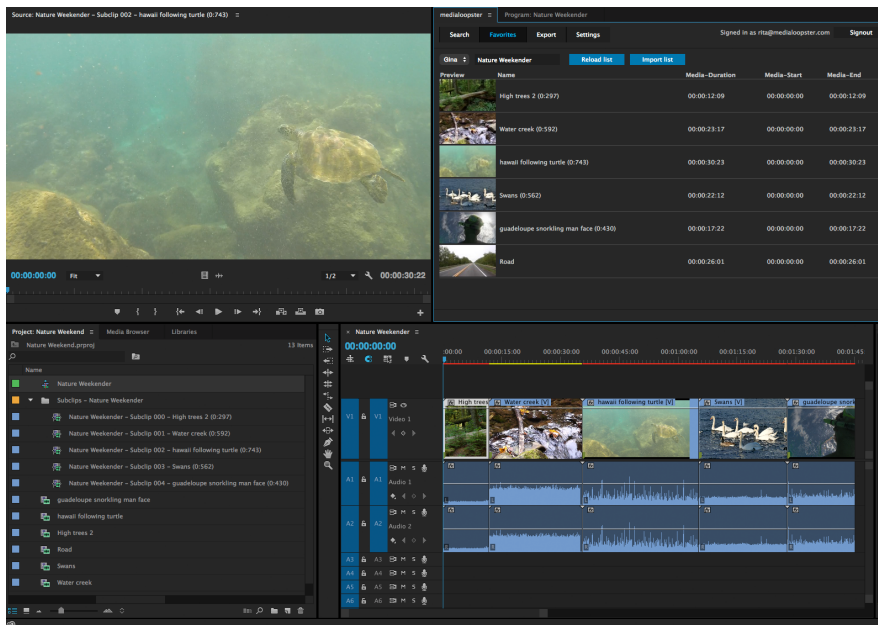 Source: Nature Weekender – Subclip 002 – hawaii following turtle (0:743)
00:00:00:00 Fit 1/2 00:00:30:22
medialoopster Program: Nature Weekender
Search Favorites Export Settings Signed in as rita@medialoopster.com Signout
Gina Nature Weekender Reload list Import list
Preview Name Media-Duration Media-Start Media-End
High trees 2 (0:297) 00:00:12:09 00:00:00:00 00:00:12:09
Water creek (0:592) 00:00:23:17 00:00:00:00 00:00:23:17
hawaii following turtle (0:743) 00:00:30:23 00:00:00:00 00:00:30:23
Swans (0:562) 00:00:22:12 00:00:00:00 00:00:22:12
guadeloupe snorkling man face (0:430) 00:00:17:22 00:00:00:00 00:00:17:22
Road 00:00:26:01 00:00:00:00 00:00:26:01
Project: Nature Weekend Media Browser Libraries
Nature Weekend.prproj 13 Items
Name
Nature Weekender
Subclips – Nature Weekender
Nature Weekender – Subclip 000 – High trees 2 (0:297)
Nature Weekender – Subclip 001 – Water creek (0:592)
Nature Weekender – Subclip 002 – hawaii following turtle (0:743)
Nature Weekender – Subclip 003 – Swans (0:562)
Nature Weekender – Subclip 004 – guadeloupe snorkling man face (0:430)
guadeloupe snorkling man face
hawaii following turtle
High trees 2
Road
Swans
Water creek
× Nature Weekender
00:00:00:00
:00:00 00:00:15:00 00:00:30:00 00:00:45:00 00:01:00:00 00:01:15:00 00:01:30:00 00:01:45
High trees Water creek [V] hawaii following turtle [V] Swans [V] guadeloupe snork
V1 V1 Video 1
A1 A1 M S Audio 1
A2 A2 M S Audio 2
A3 A3 M S
A4 A4 M S
A5 A5 M S
A6 A6 M S